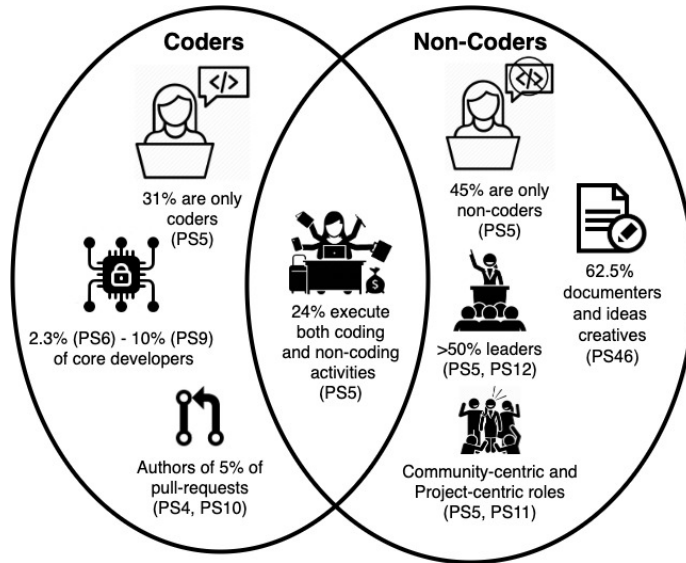 Coders
</>
31% are only
coders
(PS5)
2.3% (PS6) - 10% (PS9)
of core developers
Authors of 5% of
pull-requests
(PS4, PS10)
$
24% execute
both coding
and non-coding
activities
(PS5)
Non-Coders
</>
45% are only
non-coders
(PS5)
62.5%
documenters
and ideas
creatives
(PS46)
>50% leaders
(PS5, PS12)
Community-centric and
Project-centric roles
(PS5, PS11)